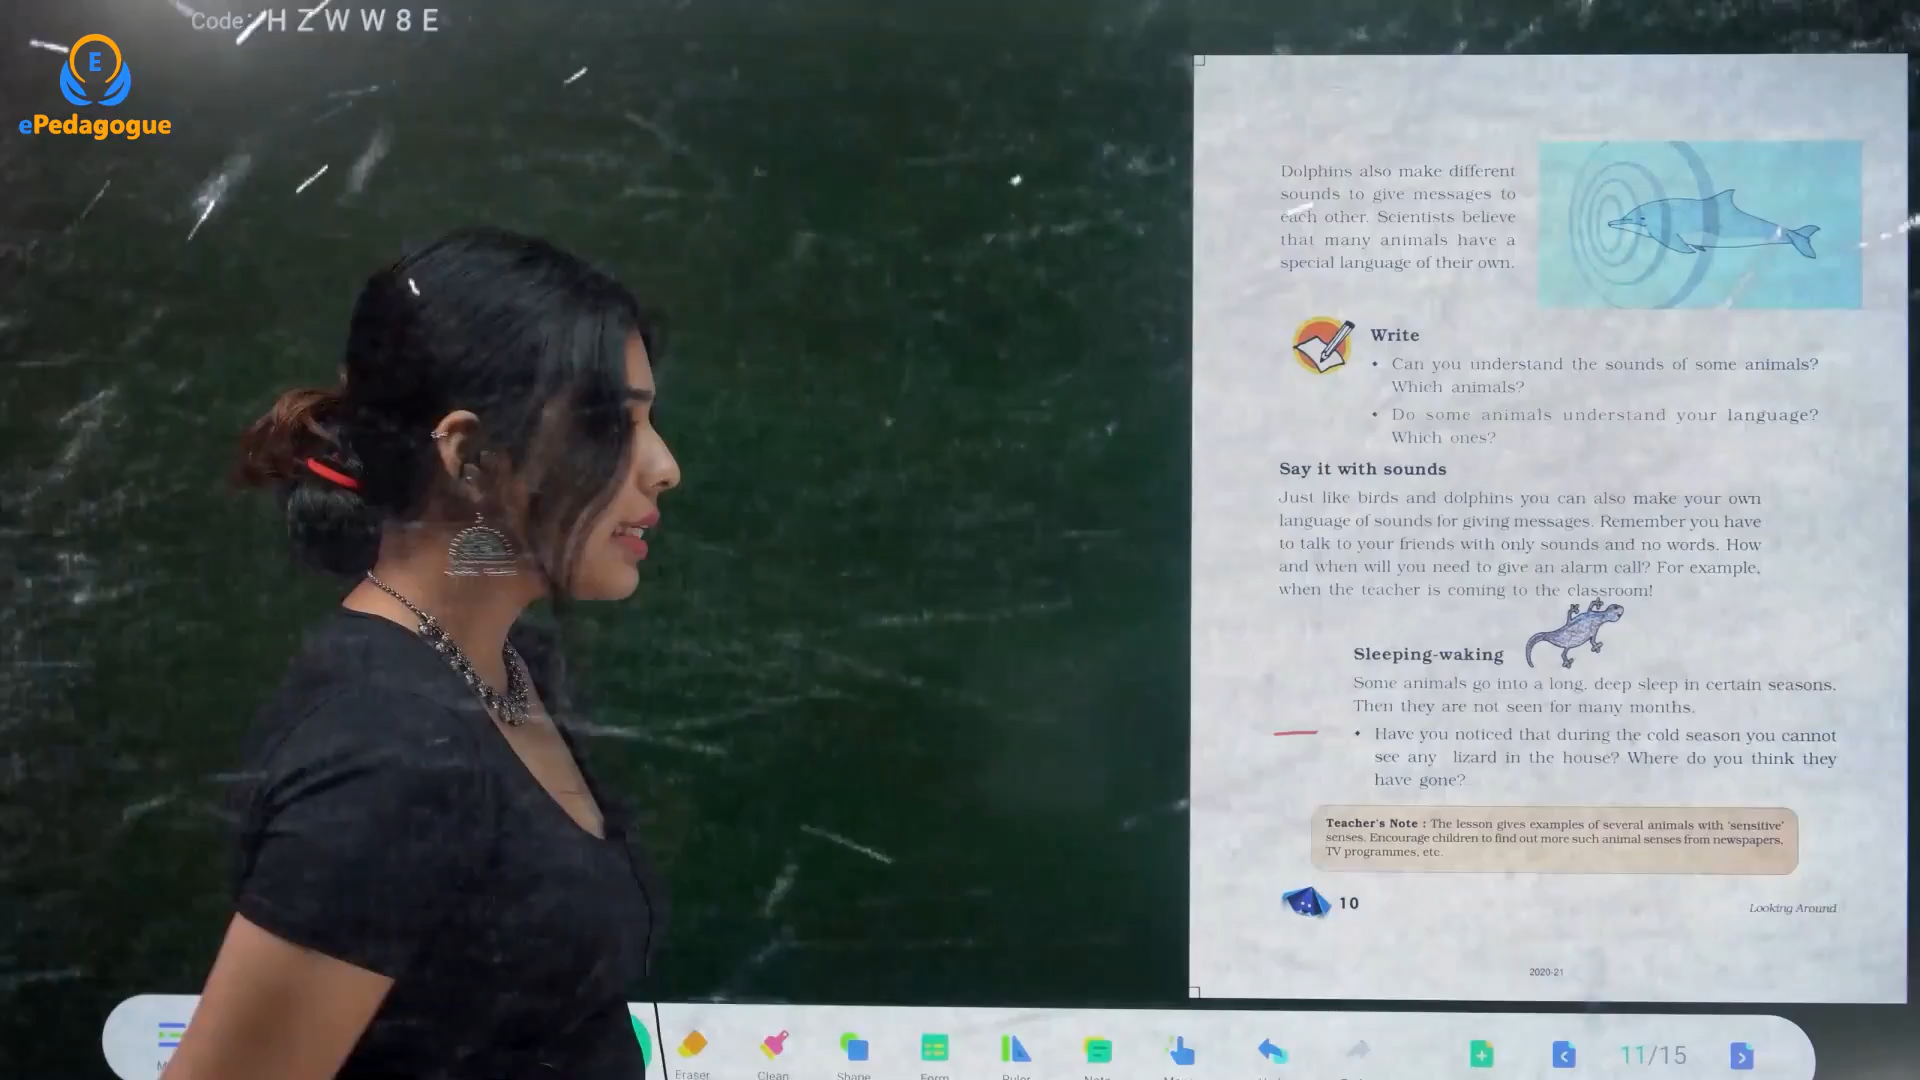 Code: HZWW8E
E
ePedagogue
Dolphins also make different
sounds to give messages to
each other. Scientists believe
that many animals have a
special language of their own.
Write
• Can you understand the sounds of some animals?
Which animals?
• Do some animals understand your language?
Which ones?
Say it with sounds
Just like birds and dolphins you can also make your own
language of sounds for giving messages. Remember you have
to talk to your friends with only sounds and no words. How
and when will you need to give an alarm call? For example,
when the teacher is coming to the classroom!
Sleeping-waking
Some animals go into a long, deep sleep in certain seasons.
Then they are not seen for many months.
• Have you noticed that during the cold season you cannot
see any lizard in the house? Where do you think they
have gone?
Teacher's Note : The lesson gives examples of several animals with 'sensitive'
senses. Encourage children to find out more such animal senses from newspapers,
TV programmes, etc.
10
Looking Around
2020-21
Eraser Clean Shape Form Ruler Note
11/15